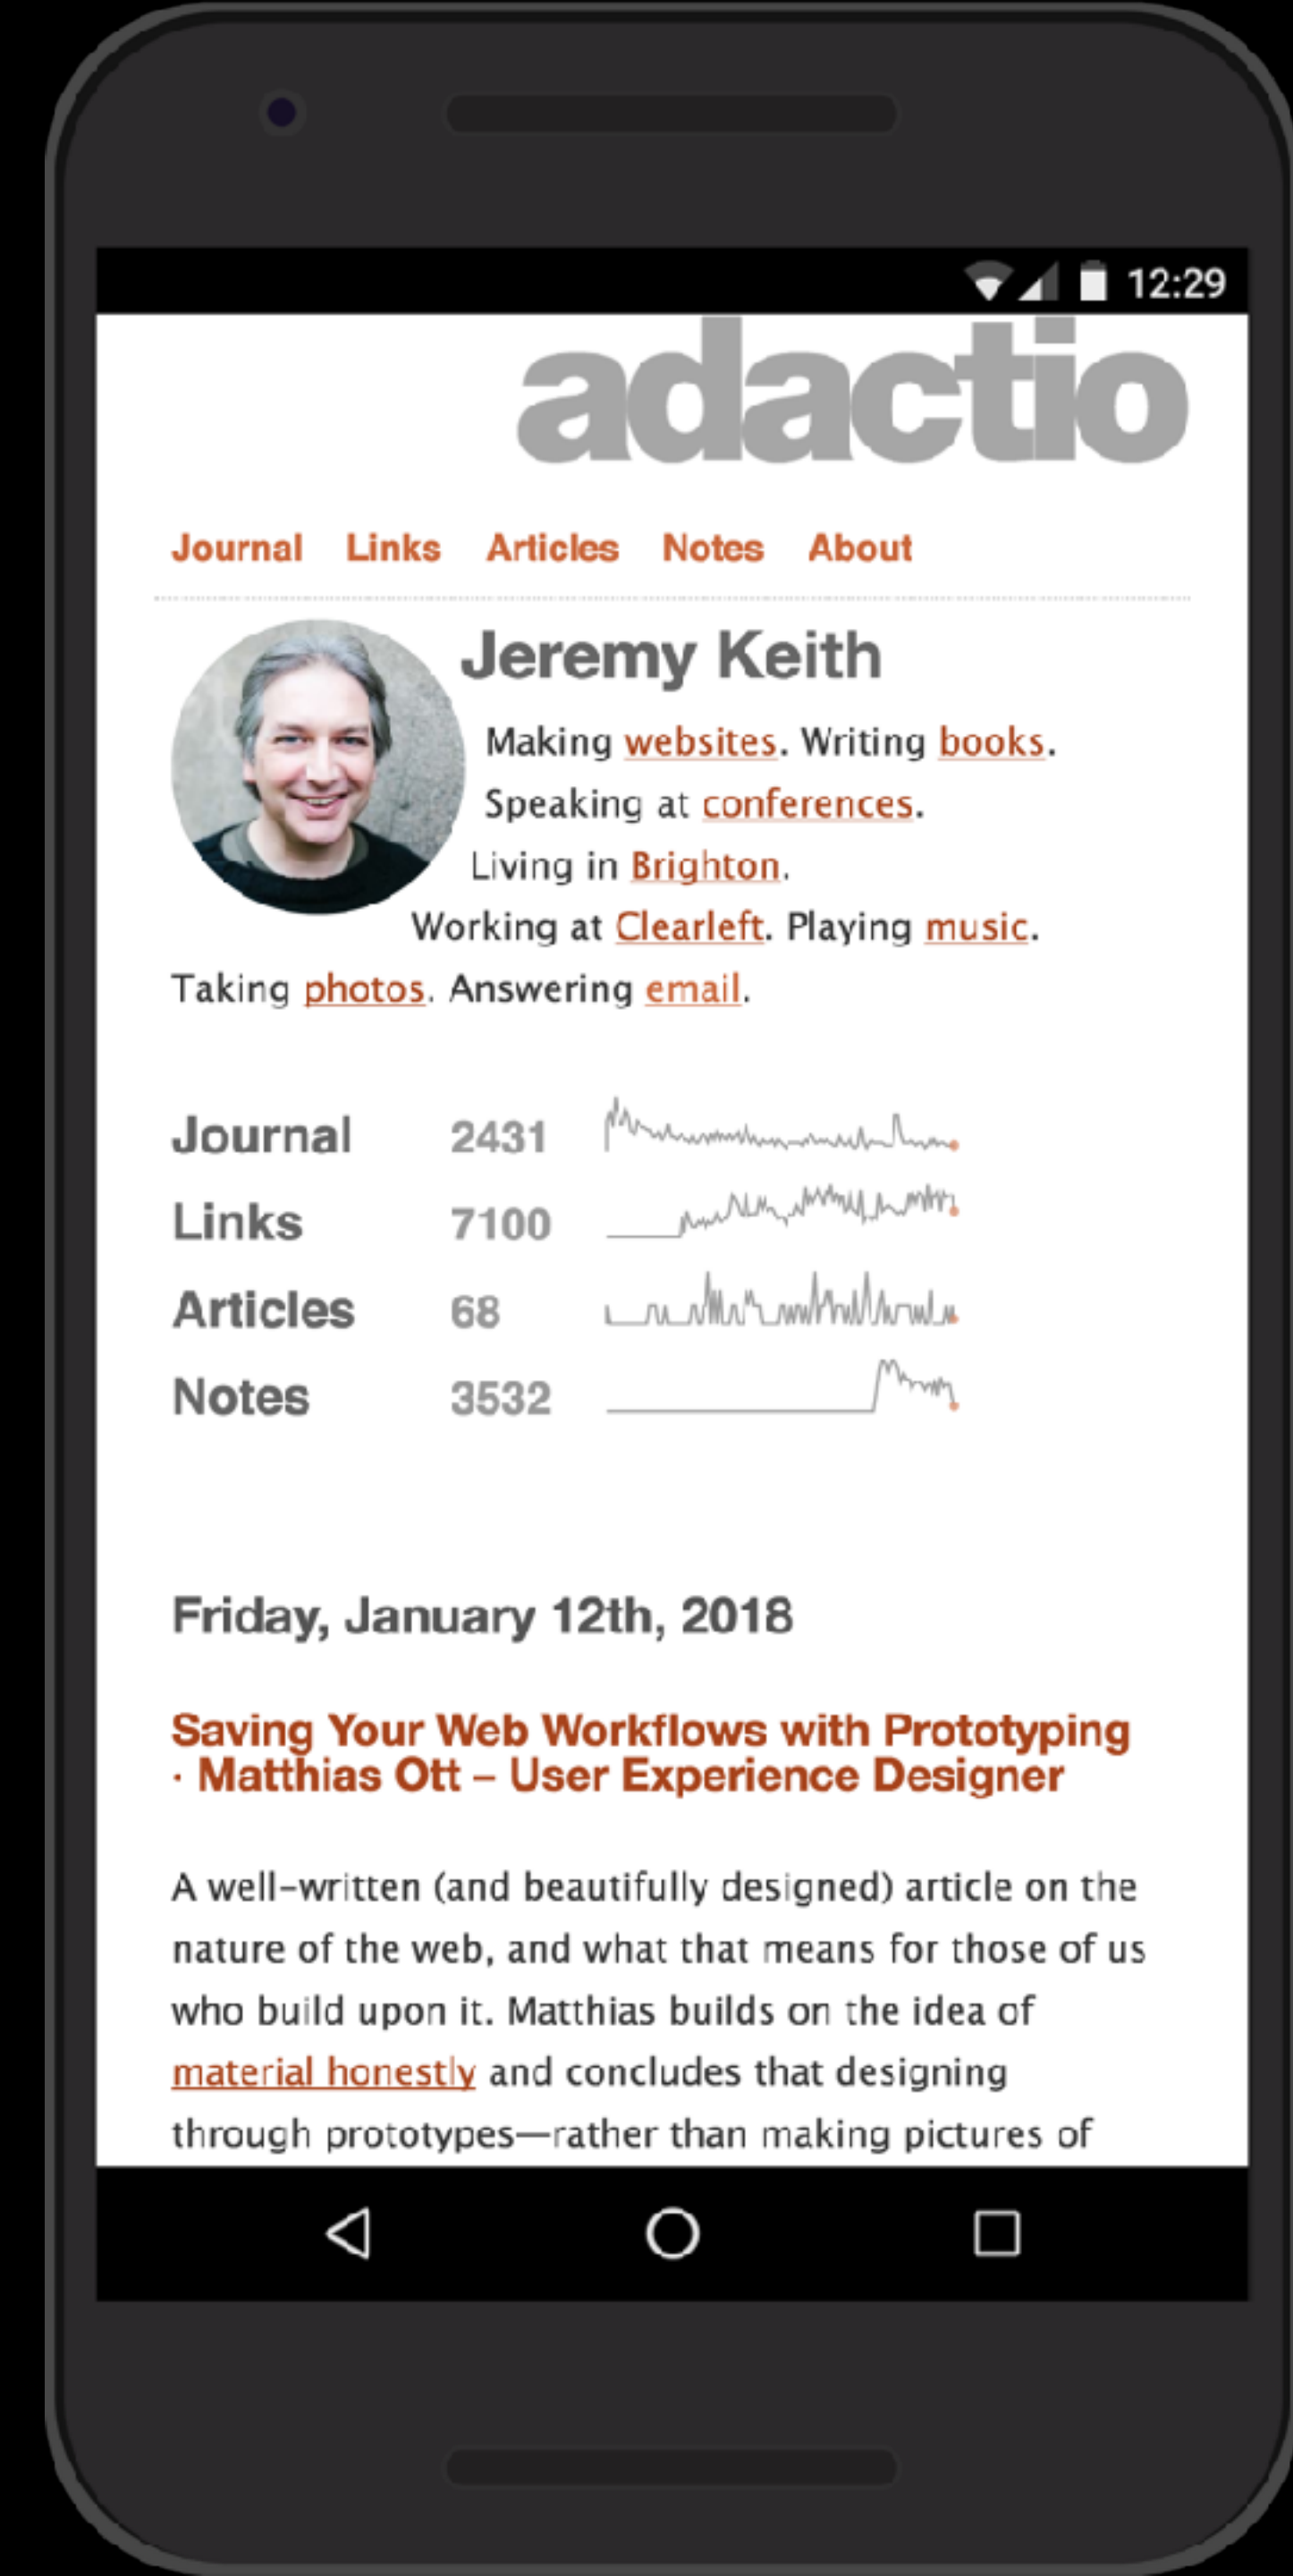 12:29
adactio
Journal Links Articles Notes About
Jeremy Keith
Making websites. Writing books.
Speaking at conferences.
Living in Brighton.
Working at Clearleft. Playing music.
Taking photos. Answering email.
Journal 2431
Links 7100
Articles 68
Notes 3532
Friday, January 12th, 2018
Saving Your Web Workflows with Prototyping
· Matthias Ott – User Experience Designer
A well-written (and beautifully designed) article on the
nature of the web, and what that means for those of us
who build upon it. Matthias builds on the idea of
material honestly and concludes that designing
through prototypes—rather than making pictures of